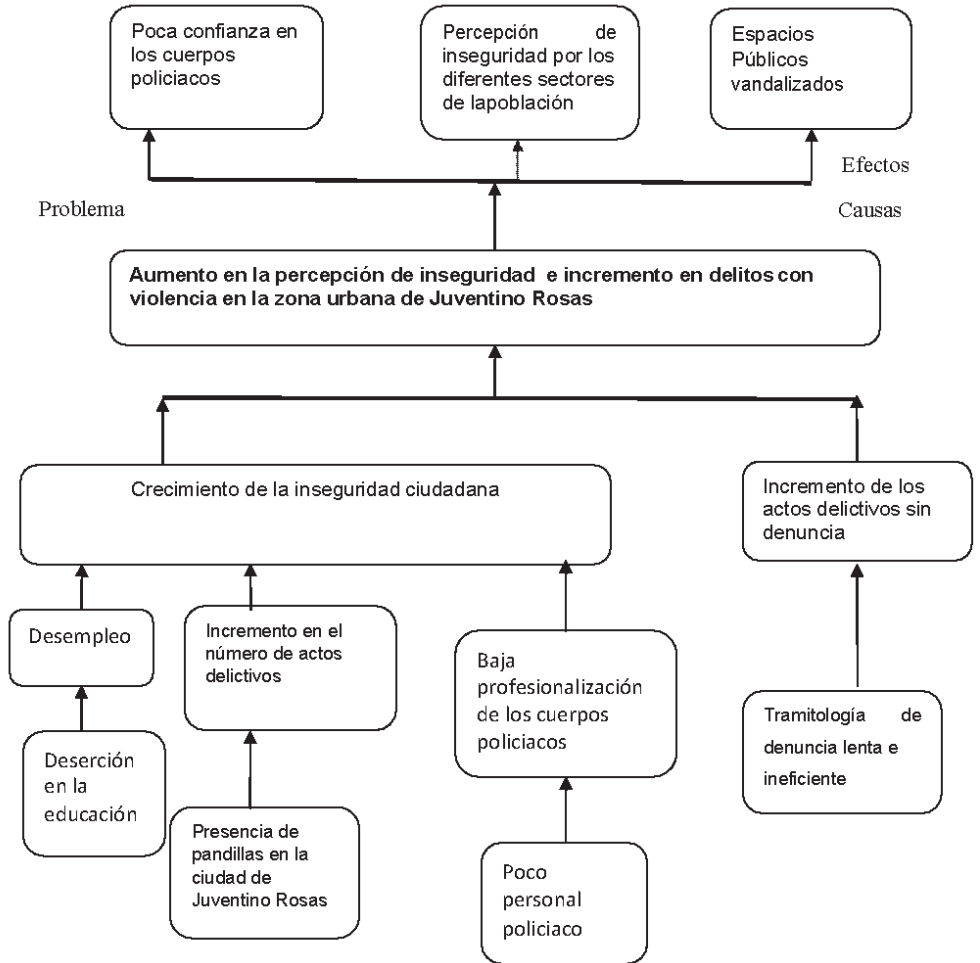 Poca confianza en
los cuerpos
policiacos
Percepción de
inseguridad por los
diferentes sectores
de lapoblación
Espacios
Públicos
vandalizados
Efectos
Problema
Causas
Aumento en la percepción de inseguridad e incremento en delitos con
violencia en la zona urbana de Juventino Rosas
Crecimiento de la inseguridad ciudadana
Incremento de los
actos delictivos sin
denuncia
Desempleo
Incremento en el
número de actos
delictivos
Baja
profesionalización
de los cuerpos
policiacos
Tramitología de
denuncia lenta e
ineficiente
Deserción
en la
educación
Presencia de
pandillas en la
ciudad de
Juventino Rosas
Poco
personal
policiaco